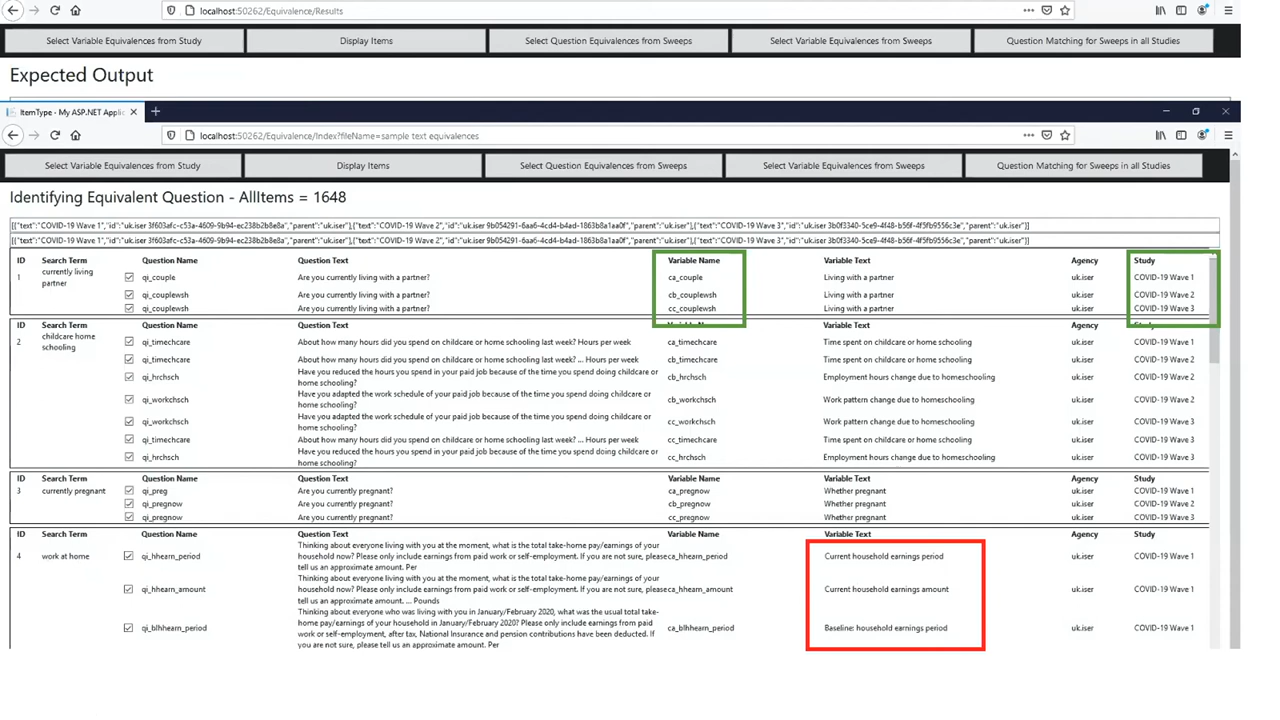 localhost:50262/Equivalence/Results
Select Variable Equivalences from Study Display Items Select Question Equivalences from Sweeps Select Variable Equivalences from Sweeps Question Matching for Sweeps in all Studies
Expected Output
ItemType - My ASP.NET Applic
localhost:50262/Equivalence/Index?fileName=sample text equivalences
Select Variable Equivalences from Study Display Items Select Question Equivalences from Sweeps Select Variable Equivalences from Sweeps Question Matching for Sweeps in all Studies
Identifying Equivalent Question - AllItems = 1648
[{"text":"COVID-19 Wave 1","id":"uk.iser 3f603afc-c53a-4609-9b94-ec238b2b8e8a","parent":"uk.iser"},{"text":"COVID-19 Wave 2","id":"uk.iser 9b054291-6aa6-4cd4-b4ad-1863b8a1aa0f","parent":"uk.iser"},{"text":"COVID-19 Wave 3","id":"uk.iser 3b0f3340-5ce9-4f48-b56f-4f5fb9556c3e","parent":"uk.iser"}]
[{"text":"COVID-19 Wave 1","id":"uk.iser 3f603afc-c53a-4609-9b94-ec238b2b8e8a","parent":"uk.iser"},{"text":"COVID-19 Wave 2","id":"uk.iser 9b054291-6aa6-4cd4-b4ad-1863b8a1aa0f","parent":"uk.iser"},{"text":"COVID-19 Wave 3","id":"uk.iser 3b0f3340-5ce9-4f48-b56f-4f5fb9556c3e","parent":"uk.iser"}]
ID Search Term Question Name Question Text Variable Name Variable Text Agency Study
1 currently living partner qi_couple Are you currently living with a partner? ca_couple Living with a partner uk.iser COVID-19 Wave 1
qi_couplewsh Are you currently living with a partner? cb_couplewsh Living with a partner uk.iser COVID-19 Wave 2
qi_couplewsh Are you currently living with a partner? cc_couplewsh Living with a partner uk.iser COVID-19 Wave 3
ID Search Term Question Name Question Text Variable Name Variable Text Agency Study
2 childcare home schooling qi_timechcare About how many hours did you spend on childcare or home schooling last week? Hours per week ca_timechcare Time spent on childcare or schooling uk.iser COVID-19 Wave 1
qi_timechcare About how many hours did you spend on childcare or home schooling last week? ... Hours per week cb_timechcare Time spent on childcare or schooling uk.iser COVID-19 Wave 2
qi_hrchsch Have you reduced the hours you spend in your paid job because of the time you spend doing childcare or
home schooling? cb_hrchsch Employment hours change due to homeschooling uk.iser COVID-19 Wave 2
qi_workchsch Have you adapted the work schedule of your paid job because of the time you spend doing childcare or
home schooling? cb_workchsch Work pattern change due to homeschooling uk.iser COVID-19 Wave 2
qi_workchsch Have you adapted the work schedule of your paid job because of the time you spend doing childcare or
home schooling? cc_workchsch Work pattern change due to homeschooling uk.iser COVID-19 Wave 3
qi_timechcare About how many hours did you spend on childcare or home schooling last week? ... Hours per week cc_timechcare Time spent on childcare or schooling uk.iser COVID-19 Wave 3
qi_hrchsch Have you reduced the hours you spend in your paid job because of the time you spend doing childcare or
home schooling? cc_hrchsch Employment hours change due to homeschooling uk.iser COVID-19 Wave 3
ID Search Term Question Name Question Text Variable Name Variable Text Agency Study
3 currently pregnant qi_preg Are you currently pregnant? ca_pregnow Whether pregnant uk.iser COVID-19 Wave 1
qi_pregnow Are you currently pregnant? cb_pregnow Whether pregnant uk.iser COVID-19 Wave 2
qi_pregnow Are you currently pregnant? cc_pregnow Whether pregnant uk.iser COVID-19 Wave 3
ID Search Term Question Name Question Text Variable Name Variable Text Agency Study
4 work at home qi_hhearn_period Thinking about everyone living with you at the moment, what is the total take-home pay/earnings of your
household now? Please only include earnings from paid work or self-employment. If you are not sure, please
tell us an approximate amount. Per ca_hhearn_period Current household earnings period uk.iser COVID-19 Wave 1
qi_hhearn_amount Thinking about everyone living with you at the moment, what is the total take-home pay/earnings of your
household now? Please only include earnings from paid work or self-employment. If you are not sure, please
tell us an approximate amount. ... Pounds ca_hhearn_amount Current household earnings amount uk.iser COVID-19 Wave 1
qi_blhhearn_period Thinking about everyone who was living with you in January/February 2020, what was the usual total take-
home pay/earnings of your household in January/February 2020? Please only include earnings from paid
work or self-employment, after tax, National Insurance and pension contributions have been deducted. If
you are not sure, please tell us an approximate amount. Per ca_blhhearn_period Baseline: household earnings period uk.iser COVID-19 Wave 1